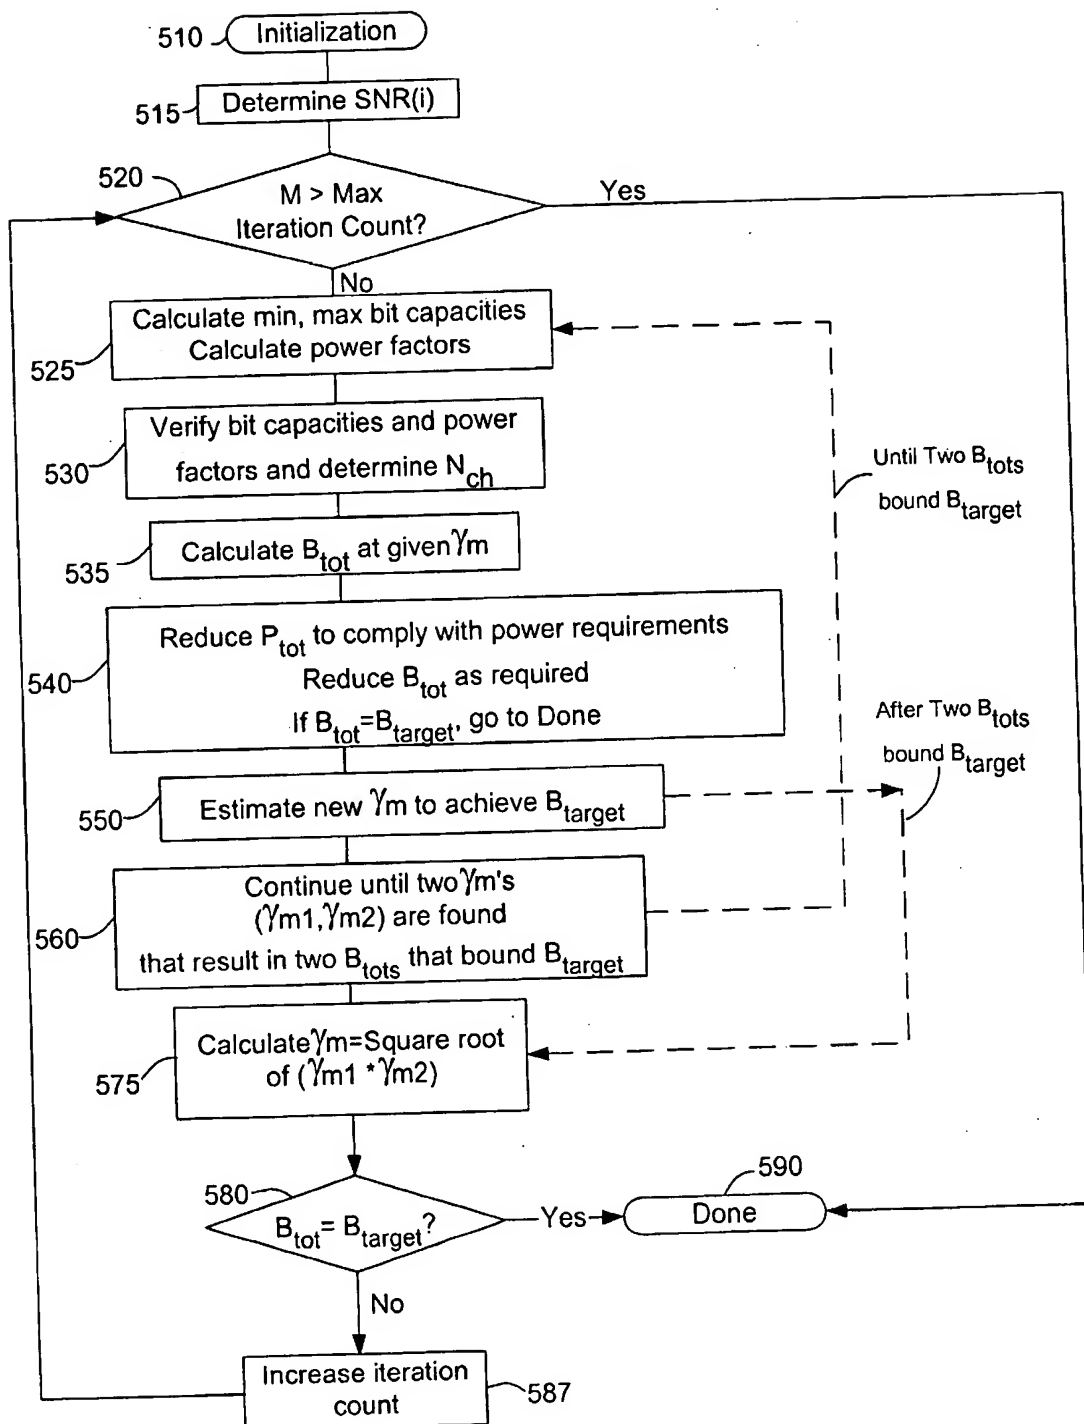 510
Initialization
515
Determine SNR(i)
520
M > Max
Iteration Count?
Yes
No
525
Calculate min, max bit capacities
Calculate power factors
530
Verify bit capacities and power
factors and determine N_ch
Until Two B_tots
bound B_target
535
Calculate B_tot at given γm
540
Reduce P_tot to comply with power requirements
Reduce B_tot as required
If B_tot=B_target, go to Done
After Two B_tots
bound B_target
550
Estimate new γm to achieve B_target
560
Continue until two γm's
(γm1,γm2) are found
that result in two B_tots that bound B_target
575
Calculate γm=Square root
of (γm1 * γm2)
580
B_tot= B_target?
Yes
590
Done
No
Increase iteration
count
587